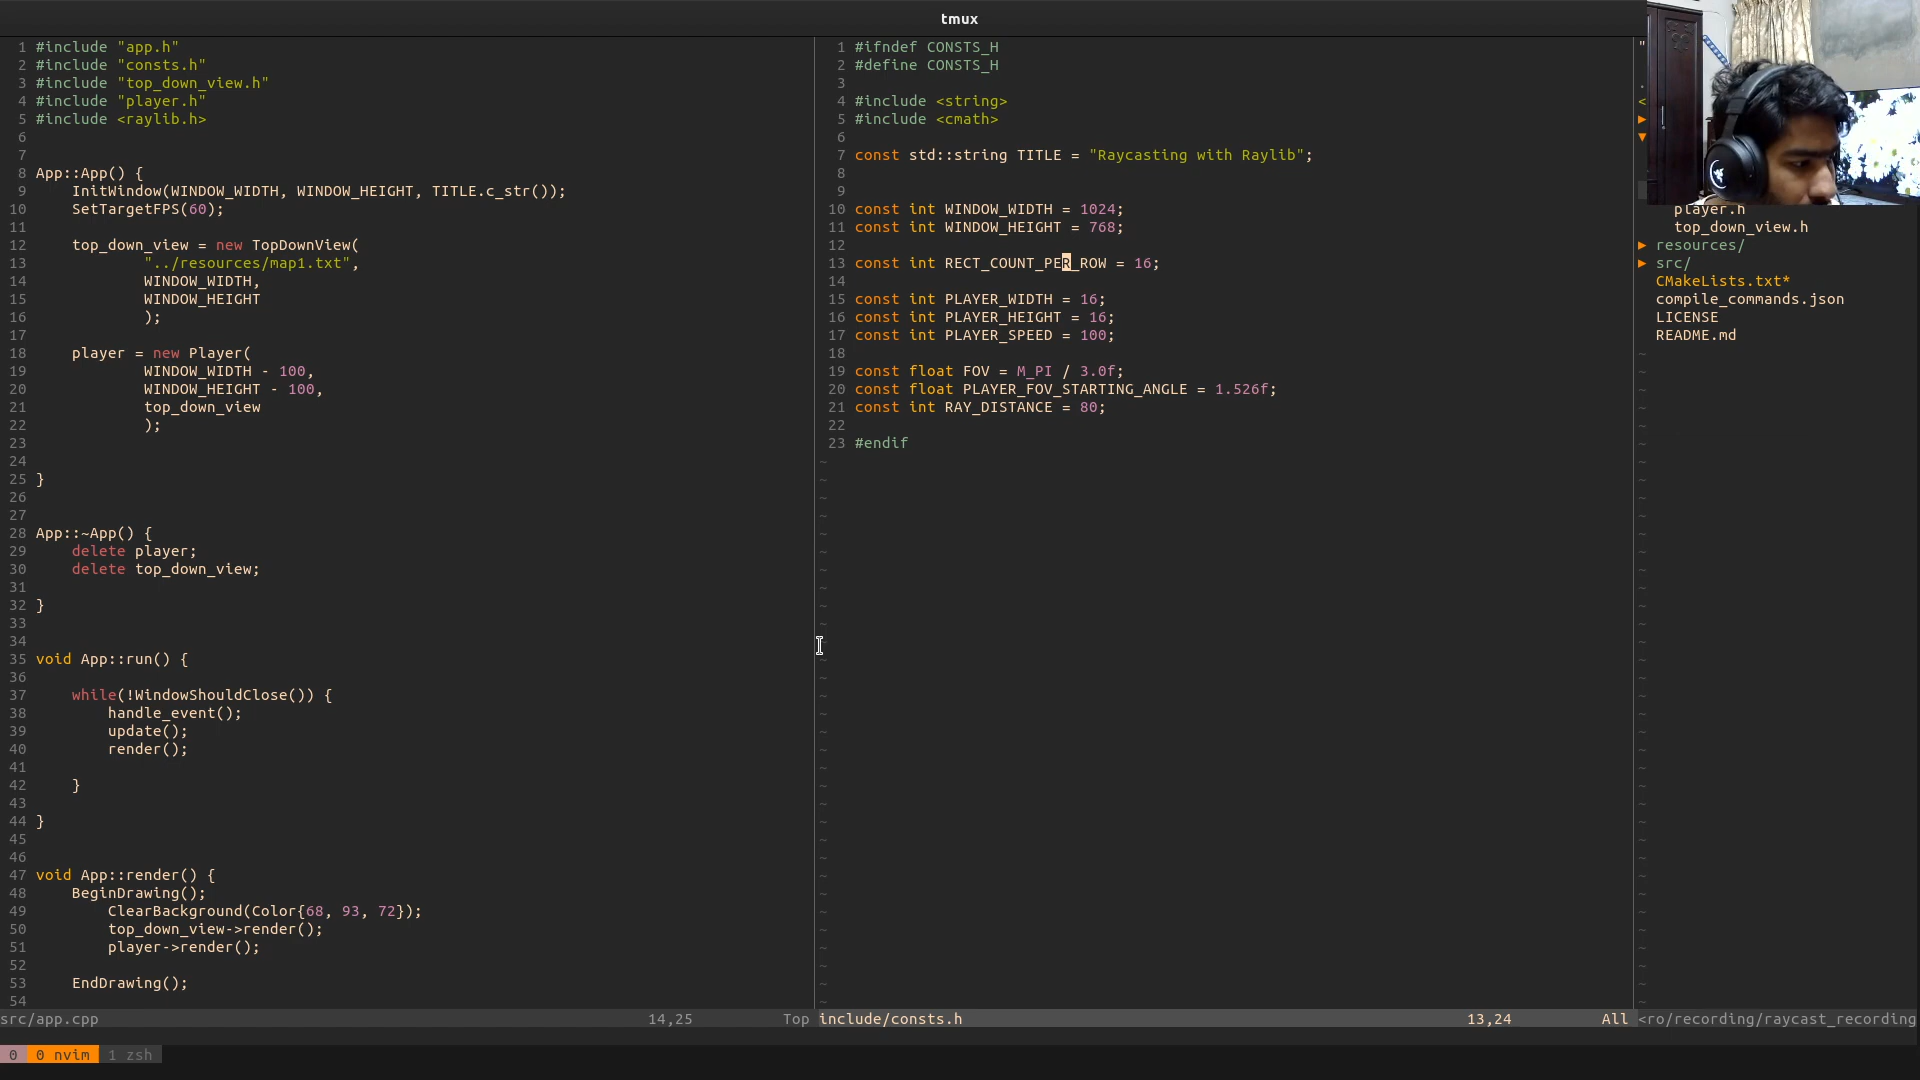 tmux
1 #include "app.h"
2 #include "consts.h"
3 #include "top_down_view.h"
4 #include "player.h"
5 #include <raylib.h>
6
7
8 App::App() {
9 InitWindow(WINDOW_WIDTH, WINDOW_HEIGHT, TITLE.c_str());
10 SetTargetFPS(60);
11
12 top_down_view = new TopDownView(
13 "../resources/map1.txt",
14 WINDOW_WIDTH,
15 WINDOW_HEIGHT
16 );
17
18 player = new Player(
19 WINDOW_WIDTH - 100,
20 WINDOW_HEIGHT - 100,
21 top_down_view
22 );
23
24
25 }
26
27
28 App::~App() {
29 delete player;
30 delete top_down_view;
31
32 }
33
34
35 void App::run() {
36
37 while(!WindowShouldClose()) {
38 handle_event();
39 update();
40 render();
41
42 }
43
44 }
45
46
47 void App::render() {
48 BeginDrawing();
49 ClearBackground(Color{68, 93, 72});
50 top_down_view->render();
51 player->render();
52
53 EndDrawing();
54
src/app.cpp 14,25 Top
1 #ifndef CONSTS_H
2 #define CONSTS_H
3
4 #include <string>
5 #include <cmath>
6
7 const std::string TITLE = "Raycasting with Raylib";
8
9
10 const int WINDOW_WIDTH = 1024;
11 const int WINDOW_HEIGHT = 768;
12
13 const int RECT_COUNT_PER_ROW = 16;
14
15 const int PLAYER_WIDTH = 16;
16 const int PLAYER_HEIGHT = 16;
17 const int PLAYER_SPEED = 100;
18
19 const float FOV = M_PI / 3.0f;
20 const float PLAYER_FOV_STARTING_ANGLE = 1.526f;
21 const int RAY_DISTANCE = 80;
22
23 #endif
include/consts.h 13,24 All
"
.
<
▶
▼
player.h
top_down_view.h
▶ resources/
▶ src/
CMakeLists.txt*
compile_commands.json
LICENSE
README.md
<ro/recording/raycast_recording
0 0 nvim 1 zsh